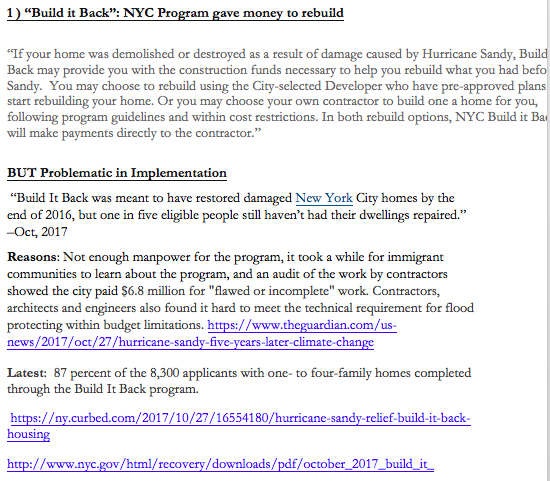 1) “Build it Back”: NYC Program gave money to rebuild
“If your home was demolished or destroyed as a result of damage caused by Hurricane Sandy, Build
Back may provide you with the construction funds necessary to help you rebuild what you had befo
Sandy. You may choose to rebuild using the City-selected Developer who have pre-approved plans
start rebuilding your home. Or you may choose your own contractor to build one a home for you,
following program guidelines and within cost restrictions. In both rebuild options, NYC Build it Ba
will make payments directly to the contractor.”
BUT Problematic in Implementation
“Build It Back was meant to have restored damaged New York City homes by the
end of 2016, but one in five eligible people still haven’t had their dwellings repaired.”
–Oct, 2017
Reasons: Not enough manpower for the program, it took a while for immigrant
communities to learn about the program, and an audit of the work by contractors
showed the city paid $6.8 million for "flawed or incomplete" work. Contractors,
architects and engineers also found it hard to meet the technical requirement for flood
protecting within budget limitations. https://www.theguardian.com/us-
news/2017/oct/27/hurricane-sandy-five-years-later-climate-change
Latest: 87 percent of the 8,300 applicants with one- to four-family homes completed
through the Build It Back program.
https://ny.curbed.com/2017/10/27/16554180/hurricane-sandy-relief-build-it-back-
housing
http://www.nyc.gov/html/recovery/downloads/pdf/october_2017_build_it_